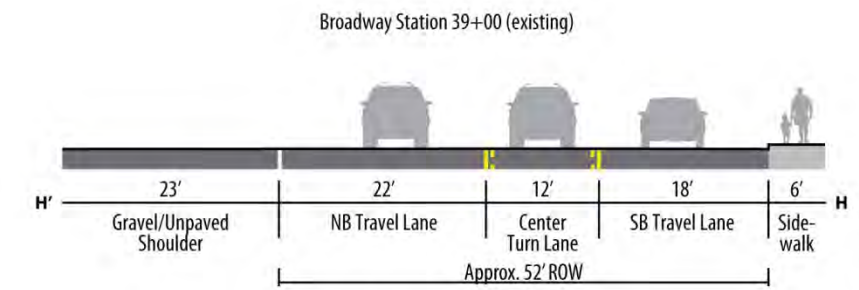 Broadway Station 39+00 (existing)
23’ 22’ 12’ 18’ 6’
H’ H
Gravel/Unpaved Shoulder
NB Travel Lane
Center Turn Lane
SB Travel Lane
Side-
walk
Approx. 52’ ROW